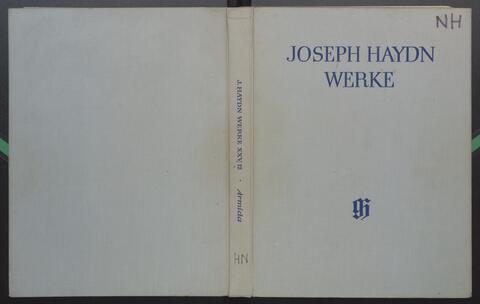 NH
JOSEPH HAYDN
WERKE
J. HAYDN WERKE XXV/12 · Armida
HN